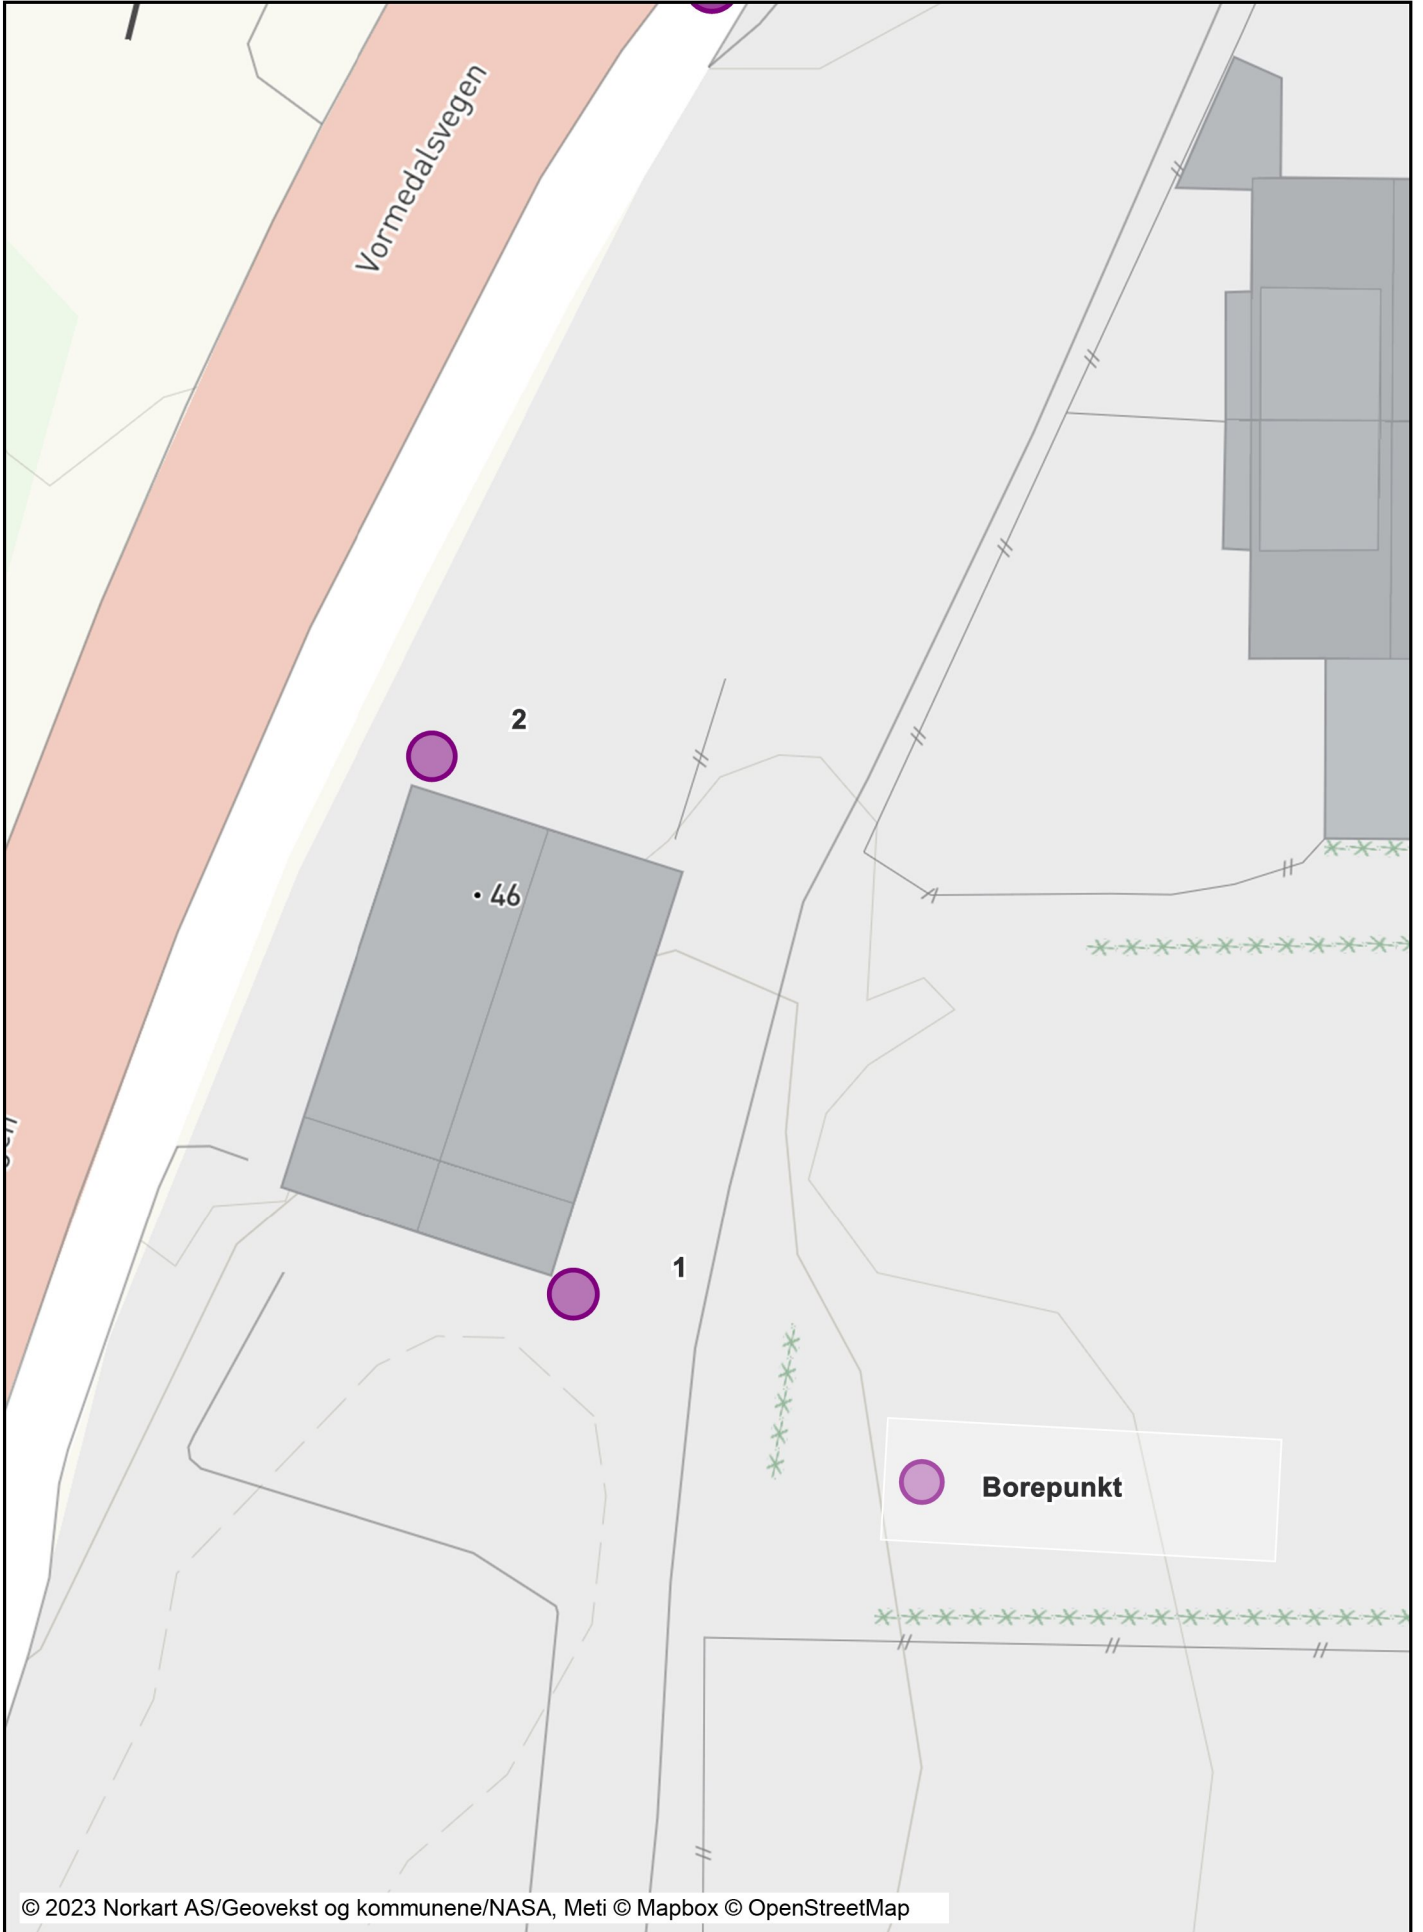 Vormedalsvegen
2
46
1
Borepunkt
© 2023 Norkart AS/Geovekst og kommunene/NASA, Meti © Mapbox © OpenStreetMap